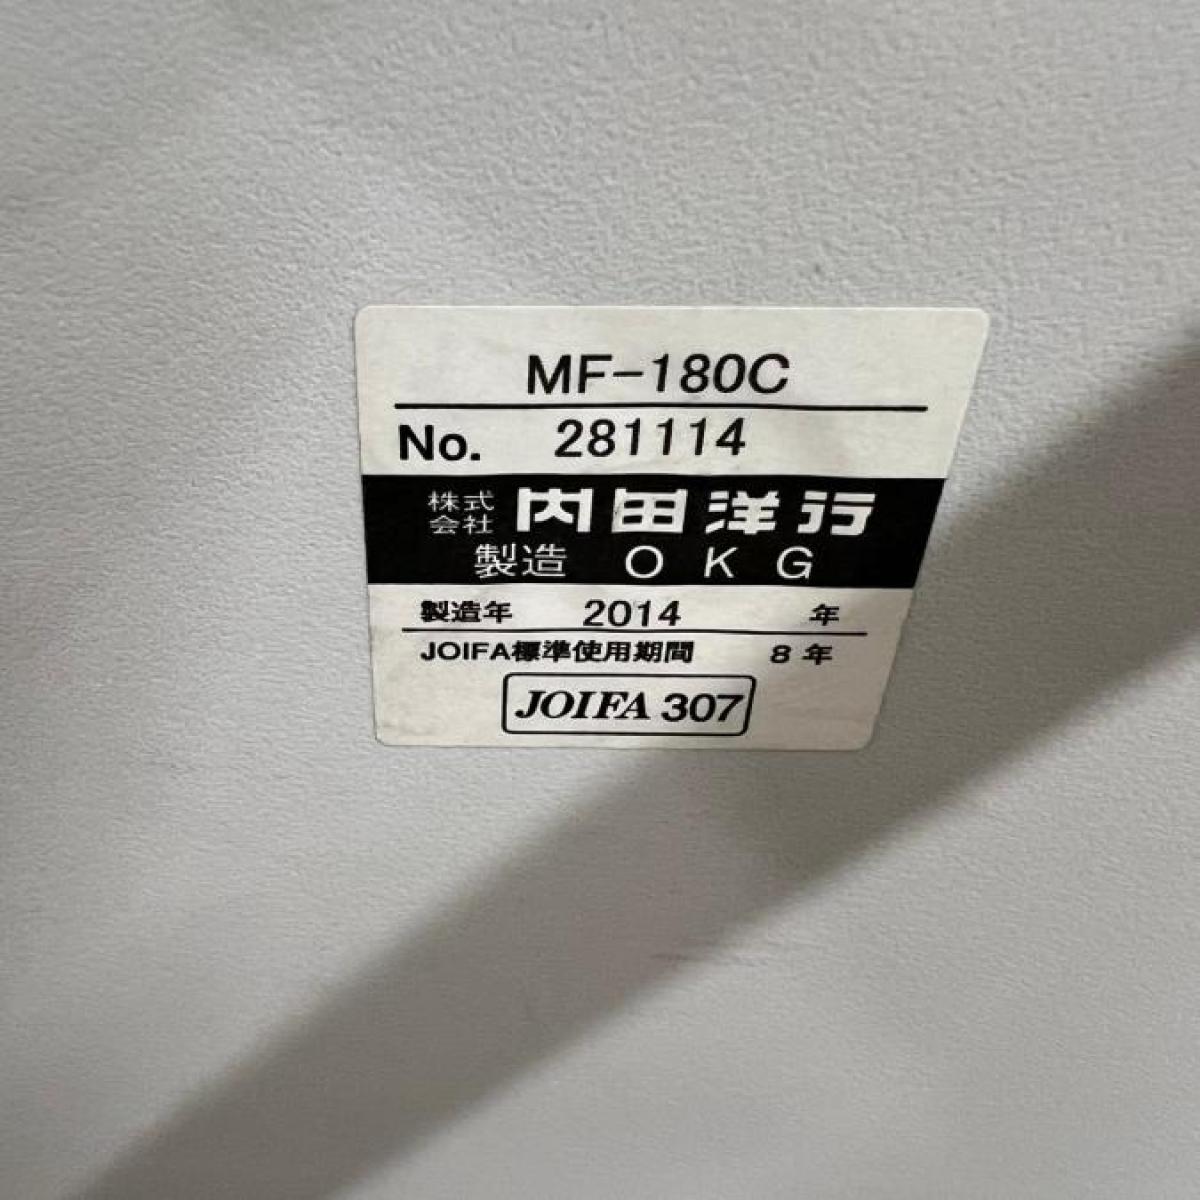 MF-180C
No. 281114
株式会社 内田洋行
製造 OKG
製造年 2014 年
JOIFA標準使用期間 8年
JOIFA 307